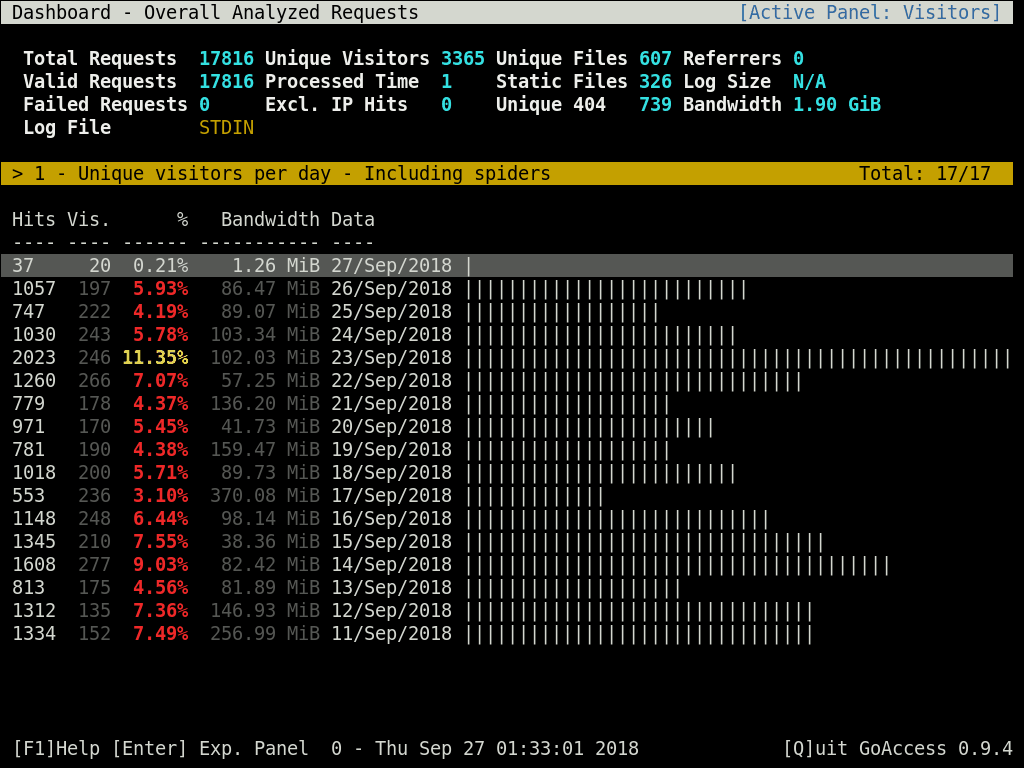 Dashboard - Overall Analyzed Requests [Active Panel: Visitors]
Total Requests 17816 Unique Visitors 3365 Unique Files 607 Referrers 0
Valid Requests 17816 Processed Time 1 Static Files 326 Log Size N/A
Failed Requests 0 Excl. IP Hits 0 Unique 404 739 Bandwidth 1.90 GiB
Log File STDIN
> 1 - Unique visitors per day - Including spiders Total: 17/17
Hits Vis. % Bandwidth Data
---- ---- ------ ----------- ----
37 20 0.21% 1.26 MiB 27/Sep/2018 |
1057 197 5.93% 86.47 MiB 26/Sep/2018 ||||||||||||||||||||||||||
747 222 4.19% 89.07 MiB 25/Sep/2018 ||||||||||||||||||
1030 243 5.78% 103.34 MiB 24/Sep/2018 |||||||||||||||||||||||||
2023 246 11.35% 102.03 MiB 23/Sep/2018 ||||||||||||||||||||||||||||||||||||||||||||||||||
1260 266 7.07% 57.25 MiB 22/Sep/2018 |||||||||||||||||||||||||||||||
779 178 4.37% 136.20 MiB 21/Sep/2018 |||||||||||||||||||
971 170 5.45% 41.73 MiB 20/Sep/2018 |||||||||||||||||||||||
781 190 4.38% 159.47 MiB 19/Sep/2018 |||||||||||||||||||
1018 200 5.71% 89.73 MiB 18/Sep/2018 |||||||||||||||||||||||||
553 236 3.10% 370.08 MiB 17/Sep/2018 |||||||||||||
1148 248 6.44% 98.14 MiB 16/Sep/2018 ||||||||||||||||||||||||||||
1345 210 7.55% 38.36 MiB 15/Sep/2018 |||||||||||||||||||||||||||||||||
1608 277 9.03% 82.42 MiB 14/Sep/2018 |||||||||||||||||||||||||||||||||||||||
813 175 4.56% 81.89 MiB 13/Sep/2018 ||||||||||||||||||||
1312 135 7.36% 146.93 MiB 12/Sep/2018 ||||||||||||||||||||||||||||||||
1334 152 7.49% 256.99 MiB 11/Sep/2018 ||||||||||||||||||||||||||||||||
[F1]Help [Enter] Exp. Panel 0 - Thu Sep 27 01:33:01 2018 [Q]uit GoAccess 0.9.4